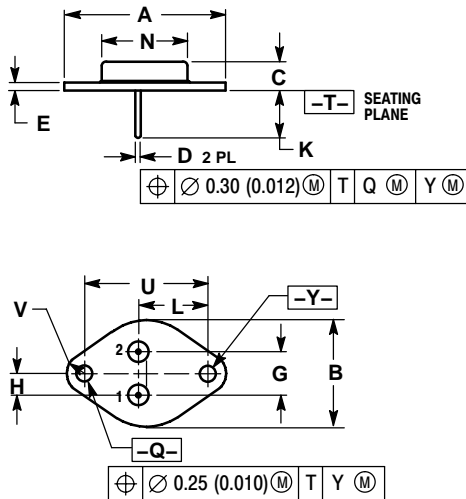 A
N
C
E
–T– SEATING
PLANE
D 2 PL
K
⌖ ∅ 0.30 (0.012) Ⓜ T Q Ⓜ Y Ⓜ
U
V
L
–Y–
2
H
G
B
1
–Q–
⌖ ∅ 0.25 (0.010) Ⓜ T Y Ⓜ